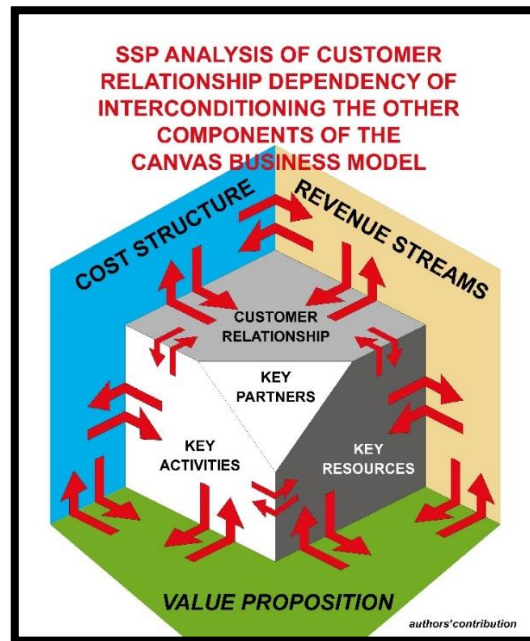 SSP ANALYSIS OF CUSTOMER
RELATIONSHIP DEPENDENCY OF
INTERCONDITIONING THE OTHER
COMPONENTS OF THE
CANVAS BUSINESS MODEL
COST STRUCTURE
REVENUE STREAMS
CUSTOMER
RELATIONSHIP
KEY
PARTNERS
KEY
ACTIVITIES
KEY
RESOURCES
VALUE PROPOSITION
authors'contribution